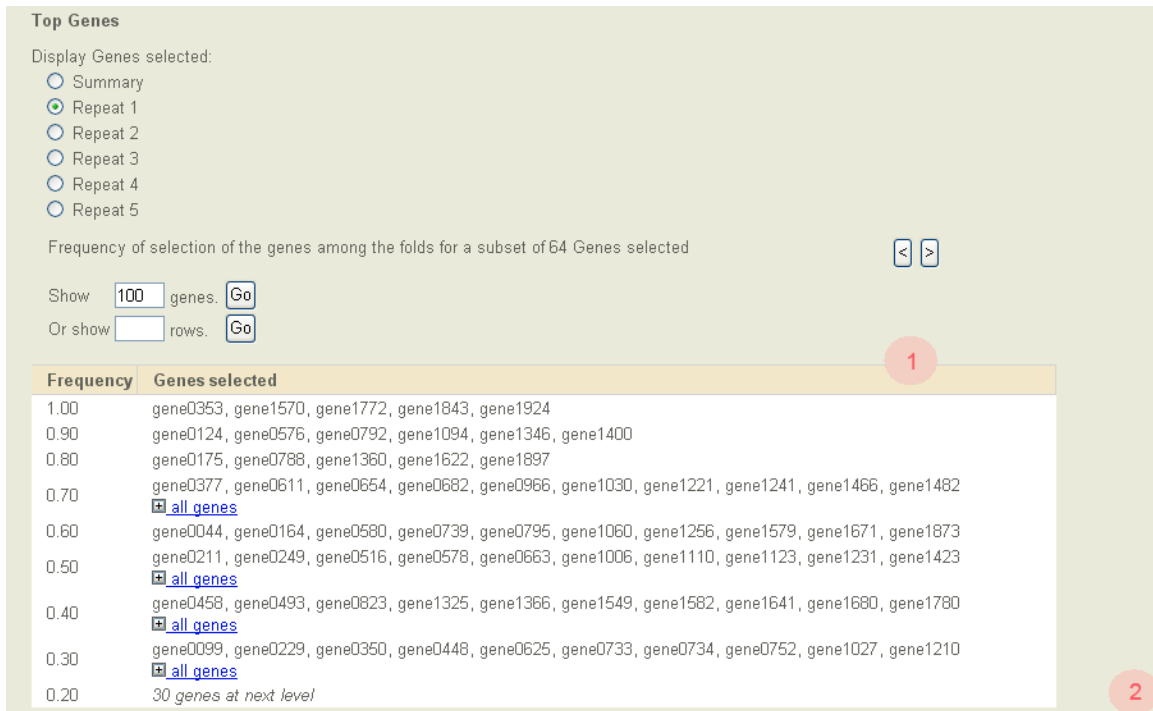 Top Genes
Display Genes selected:
Summary
Repeat 1
Repeat 2
Repeat 3
Repeat 4
Repeat 5
Frequency of selection of the genes among the folds for a subset of 64 Genes selected < >
Show 100 genes. Go
Or show rows. Go
1
Frequency Genes selected
1.00 gene0353, gene1570, gene1772, gene1843, gene1924
0.90 gene0124, gene0576, gene0792, gene1094, gene1346, gene1400
0.80 gene0175, gene0788, gene1360, gene1622, gene1897
0.70 gene0377, gene0611, gene0654, gene0682, gene0966, gene1030, gene1221, gene1241, gene1466, gene1482
+ all genes
0.60 gene0044, gene0164, gene0580, gene0739, gene0795, gene1060, gene1256, gene1579, gene1671, gene1873
0.50 gene0211, gene0249, gene0516, gene0578, gene0663, gene1006, gene1110, gene1123, gene1231, gene1423
+ all genes
0.40 gene0458, gene0493, gene0823, gene1325, gene1366, gene1549, gene1582, gene1641, gene1680, gene1780
+ all genes
0.30 gene0099, gene0229, gene0350, gene0448, gene0625, gene0733, gene0734, gene0752, gene1027, gene1210
+ all genes
0.20 30 genes at next level
2